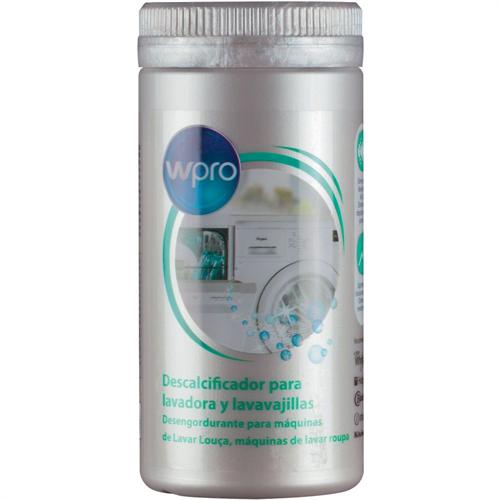 wpro
Descalcificador para
lavadora y lavavajillas
Desengordurante para máquinas
de Lavar Louça, máquinas de lavar roupa